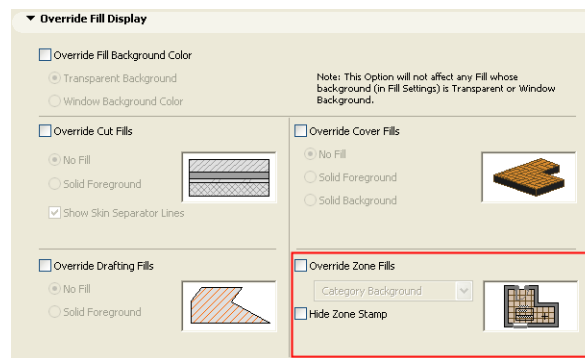 Override Fill Display
Override Fill Background Color
Transparent Background
Window Background Color
Note: This Option will not affect any Fill whose
background (in Fill Settings) is Transparent or Window
Background.
Override Cut Fills
No Fill
Solid Foreground
Show Skin Separator Lines
Override Cover Fills
No Fill
Solid Foreground
Solid Background
Override Drafting Fills
No Fill
Solid Foreground
Override Zone Fills
Category Background
Hide Zone Stamp